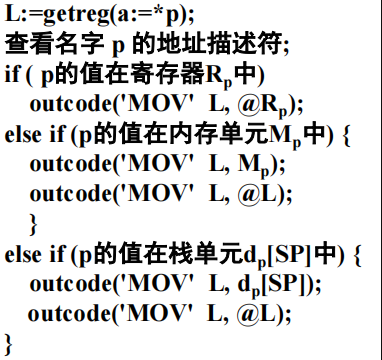 L:=getreg(a:=*p);
查看名字 p 的地址描述符;
if ( p的值在寄存器Rp中)
outcode('MOV' L, @Rp);
else if (p的值在内存单元Mp中) {
outcode('MOV' L, Mp);
outcode('MOV' L, @L);
}
else if (p的值在栈单元dp[SP]中) {
outcode('MOV' L, dp[SP]);
outcode('MOV' L, @L);
}